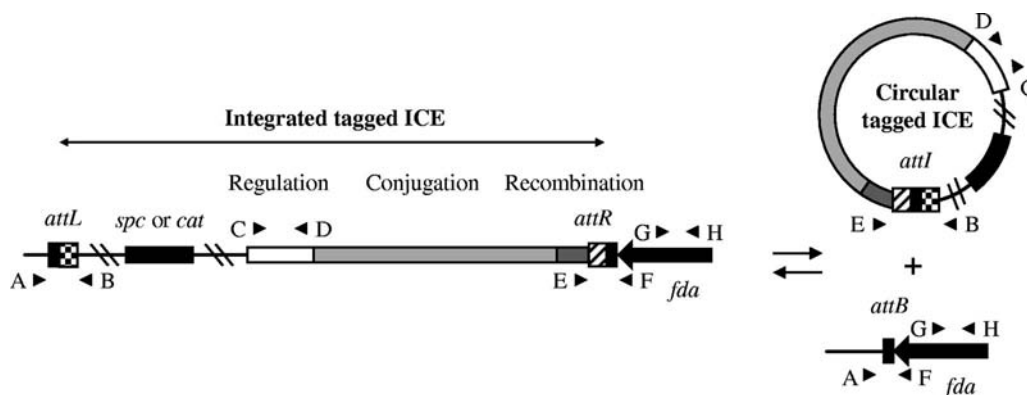 Integrated tagged ICE
Regulation Conjugation Recombination
attL spc or cat attR
C D G H
A B E F
fda
D
C
Circular
tagged ICE
attI
E B
+
attB
G H
A F
fda